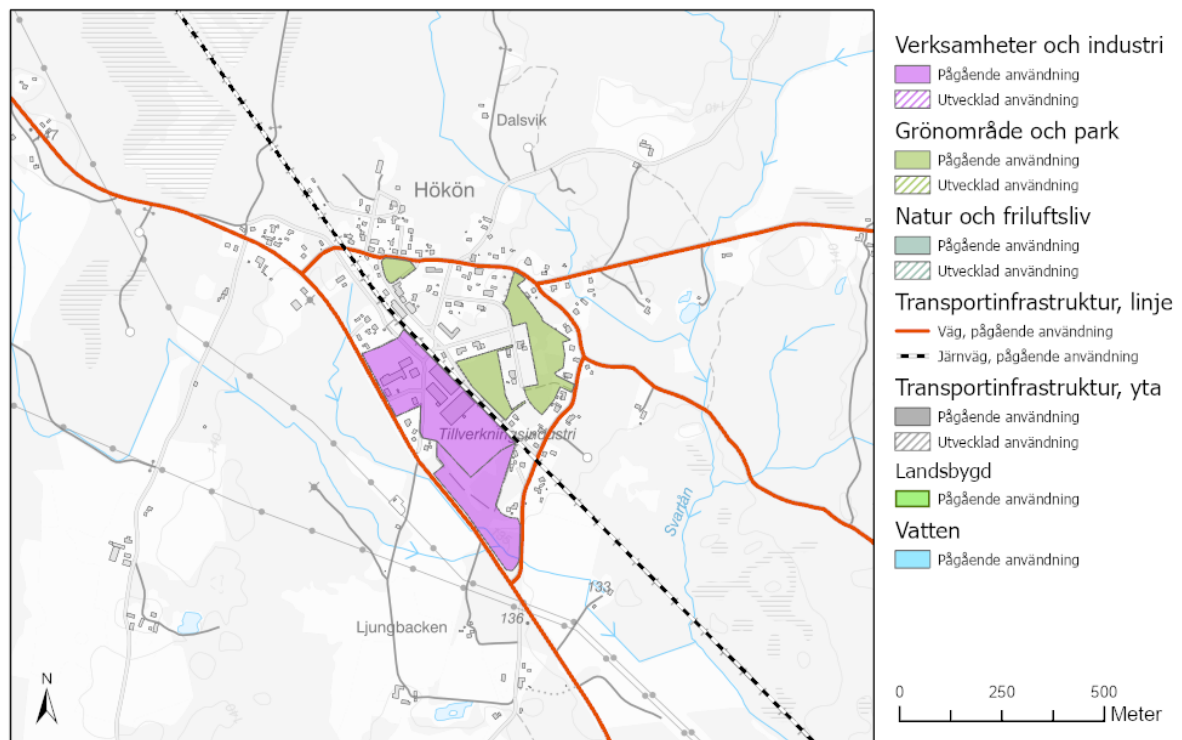 Dalsvik
Hökön
Tillverkningsindustri
Svartån
Ljungbacken
133
136
N
Verksamheter och industri
Pågående användning
Utvecklad användning
Grönområde och park
Pågående användning
Utvecklad användning
Natur och friluftsliv
Pågående användning
Utvecklad användning
Transportinfrastruktur, linje
Väg, pågående användning
Järnväg, pågående användning
Transportinfrastruktur, yta
Pågående användning
Utvecklad användning
Landsbygd
Pågående användning
Vatten
Pågående användning
0 250 500
Meter